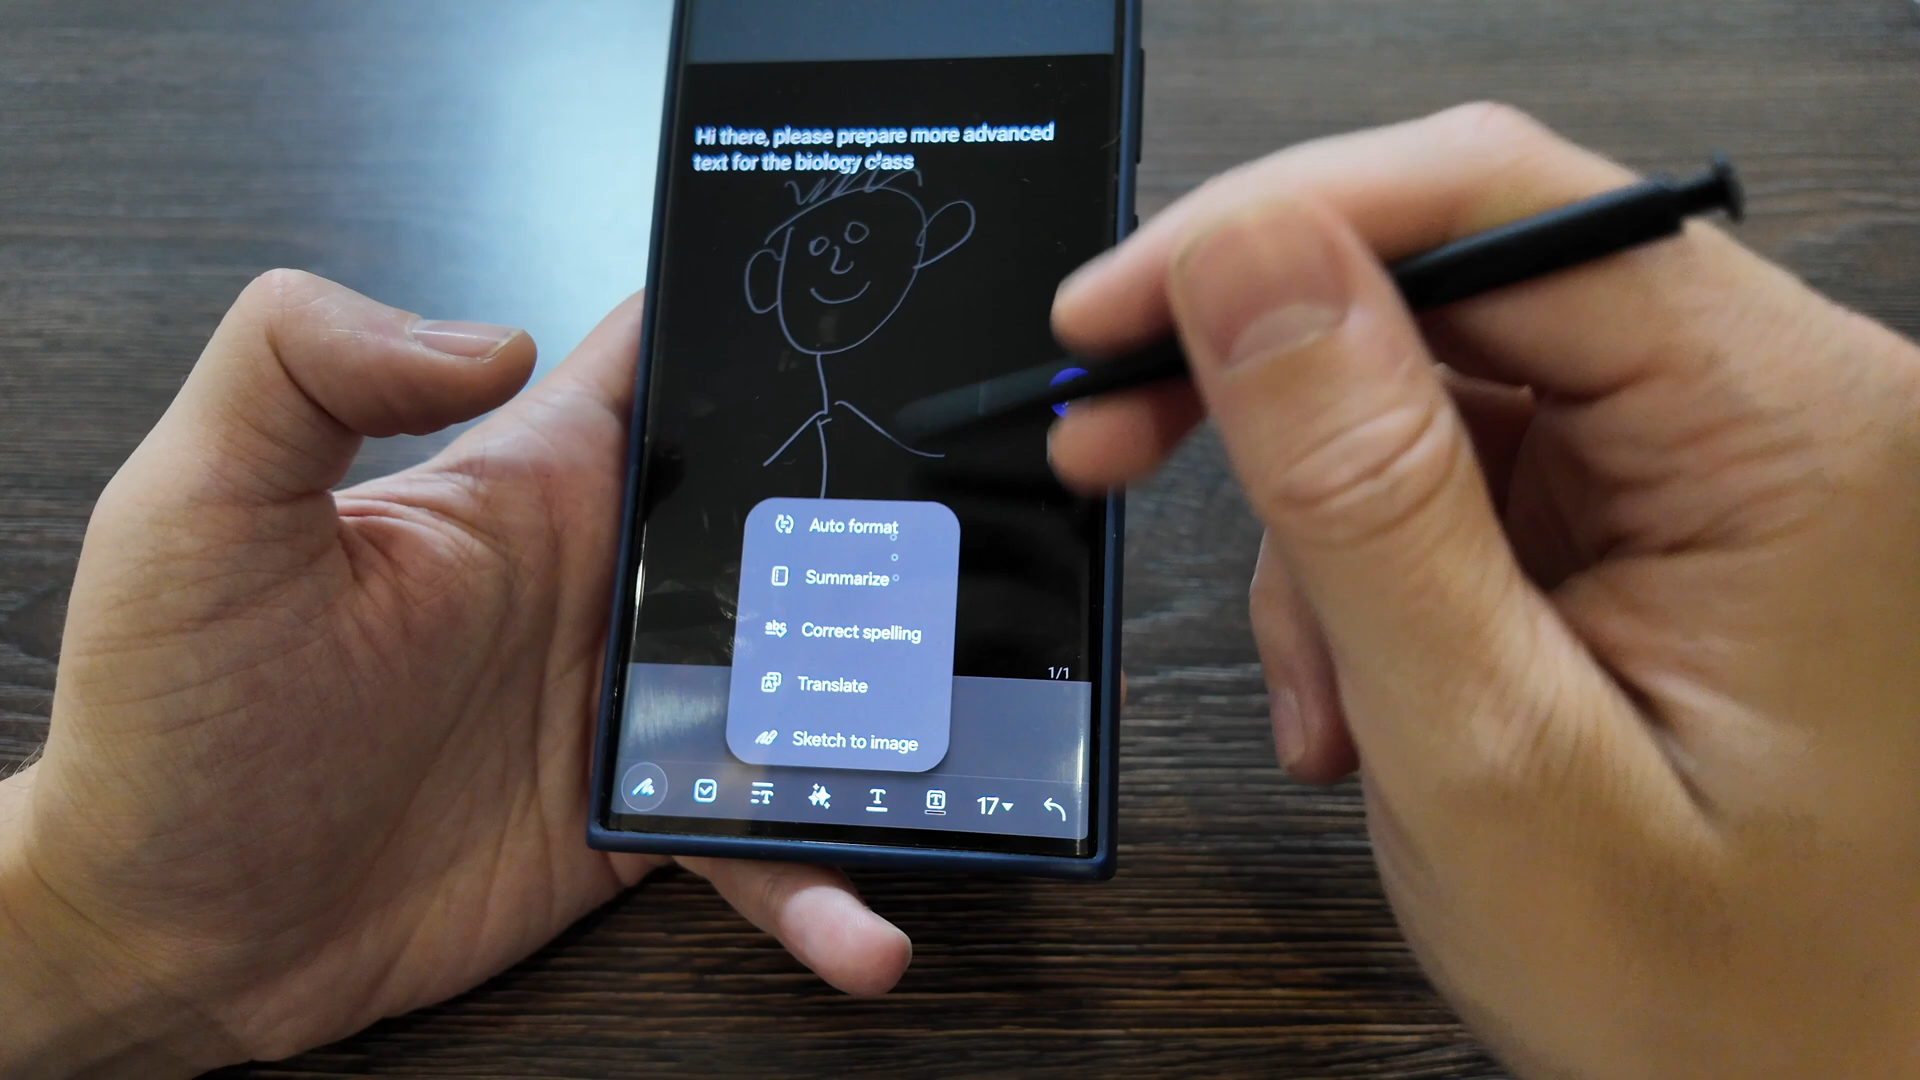 Hi there, please prepare more advanced
text for the biology class
Auto format
Summarize
Correct spelling
Translate
Sketch to image
1/1
17